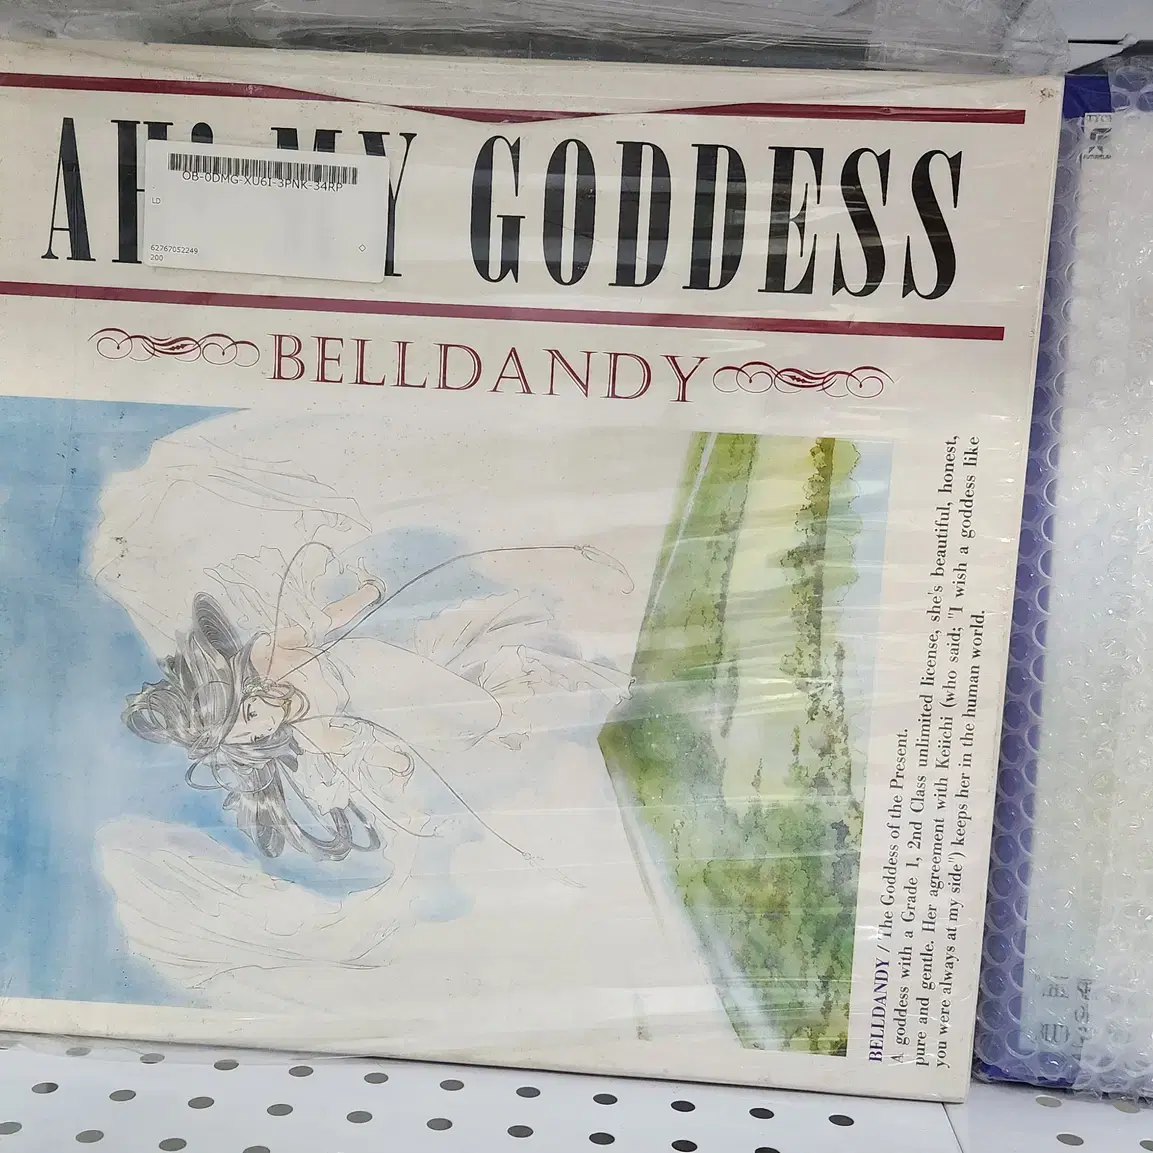 AH! MY GODDESS
OB-0DMG-XU6I-3PNK-34RP
LD
62767052249
200
BELLDANDY
BELLDANDY / The Goddess of the Present.
A goddess with a Grade 1, 2nd Class unlimited license, she's beautiful, honest,
pure and gentle. Her agreement with Keiichi (who said; "I wish a goddess like
you were always at my side") keeps her in the human world.